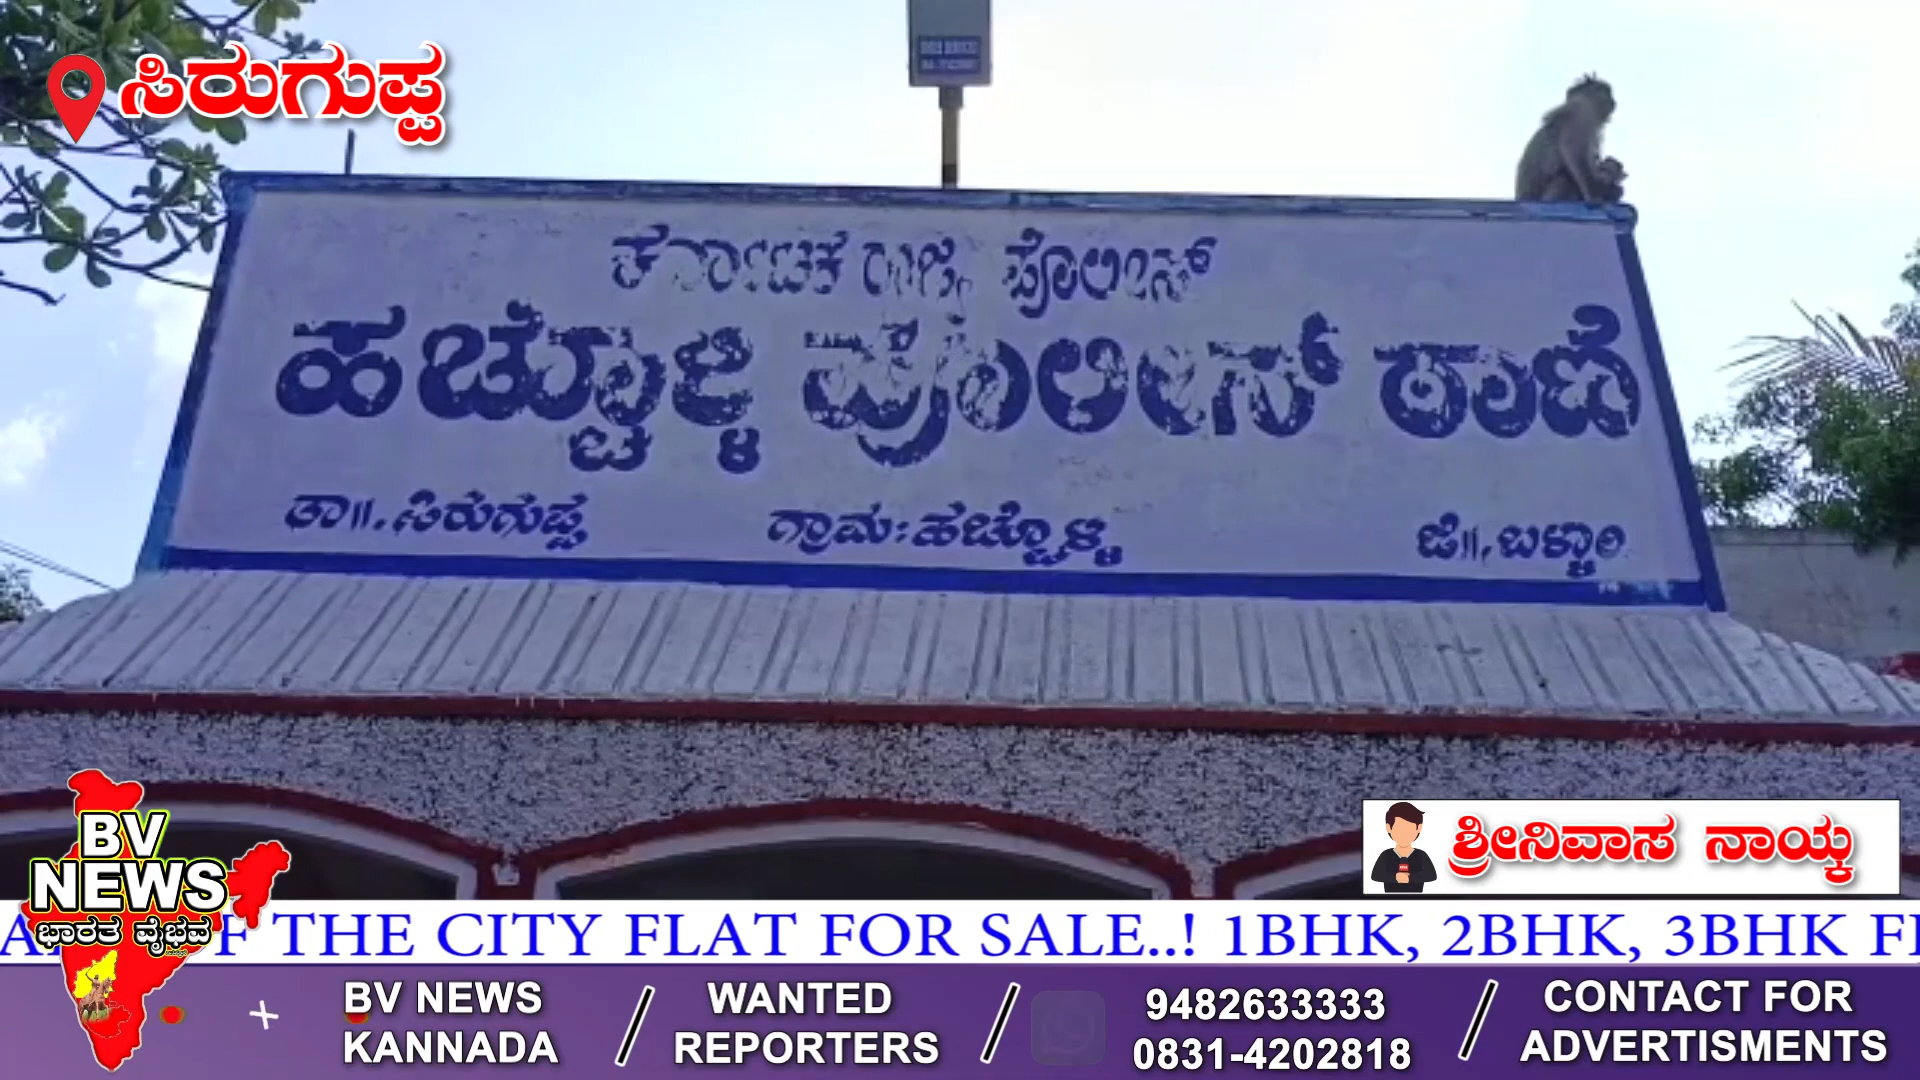 ಸಿರುಗುಪ್ಪ
ಕರ್ನಾಟಕ ರಾಜ್ಯ ಪೊಲೀಸ್
ಹಚ್ಚೊಳ್ಳಿ ಪೊಲೀಸ್ ಠಾಣೆ
ತಾ॥.ಸಿರುಗುಪ್ಪ ಗ್ರಾಮ:ಹಚ್ಚೊಳ್ಳಿ ಜಿ॥.ಬಳ್ಳಾರಿ
ಶ್ರೀನಿವಾಸ ನಾಯ್ಕ
BV
NEWS
ಭಾರತ ವೈಭವ
THE CITY FLAT FOR SALE..! 1BHK, 2BHK, 3BHK
BV NEWS KANNADA / WANTED REPORTERS / 9482633333 0831-4202818 / CONTACT FOR ADVERTISMENTS